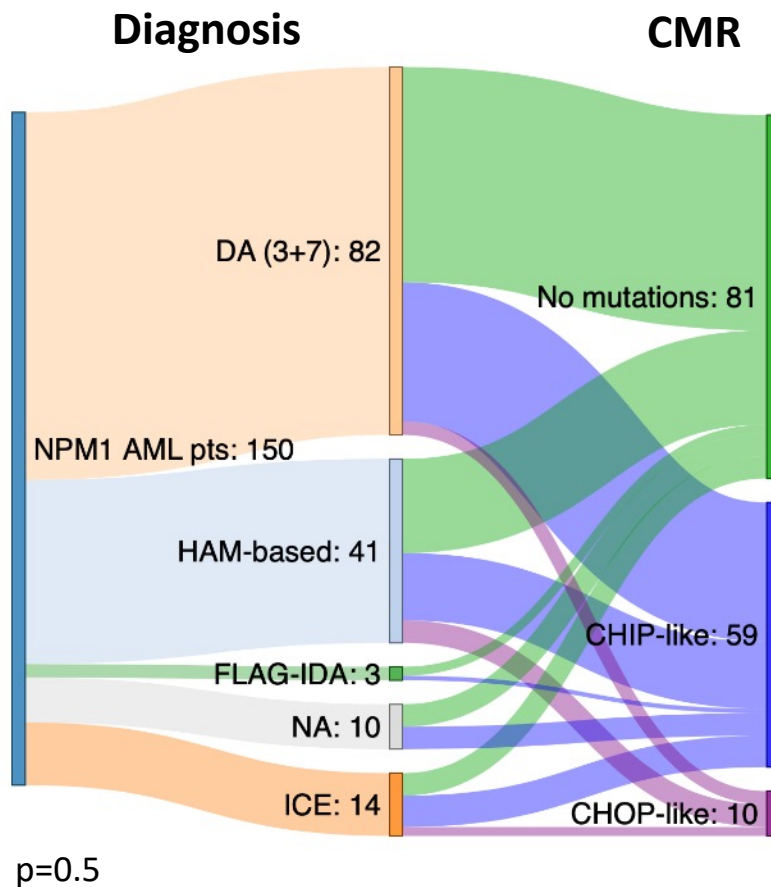 Diagnosis
CMR
DA (3+7): 82
No mutations: 81
NPM1 AML pts: 150
HAM-based: 41
CHIP-like: 59
FLAG-IDA: 3
NA: 10
ICE: 14
CHOP-like: 10
p=0.5